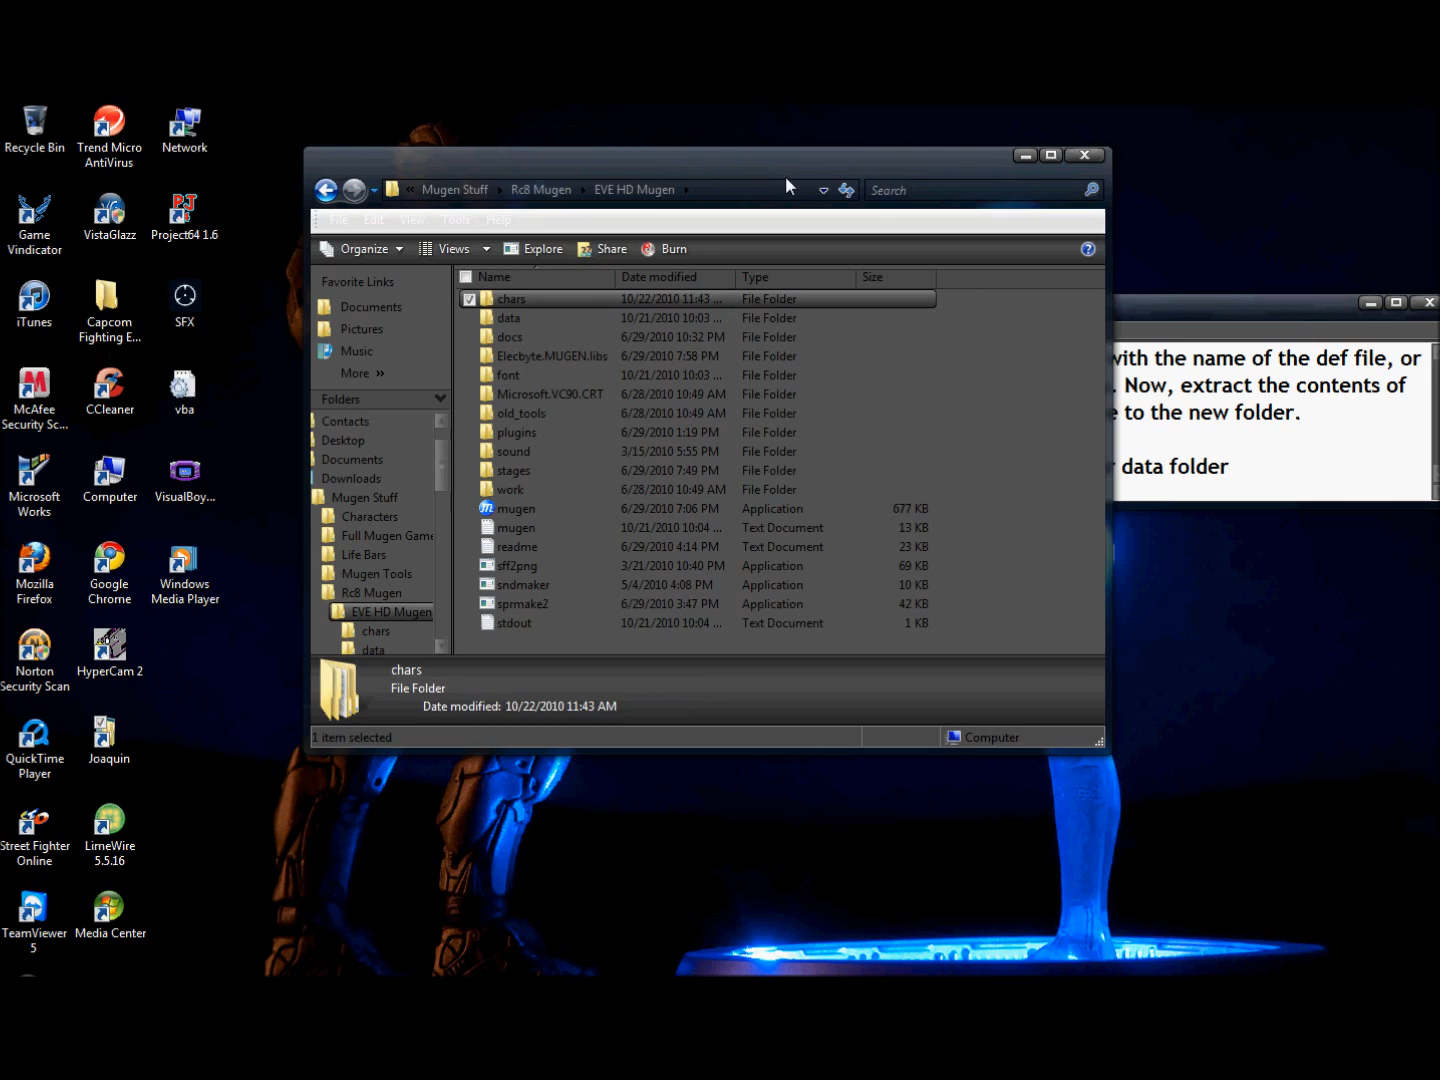 Recycle Bin
Trend Micro
AntiVirus
Network
Game
Vindicator
VistaGlazz
Project64 1.6
iTunes
Capcom
Fighting E...
SFX
McAfee
Security Sc...
CCleaner
vba
Microsoft
Works
Computer
VisualBoy...
Mozilla
Firefox
Google
Chrome
Windows
Media Player
Norton
Security Scan
HyperCam 2
QuickTime
Player
Joaquin
Street Fighter
Online
LimeWire
5.5.16
TeamViewer
5
Media Center
« Mugen Stuff Rc8 Mugen EVE HD Mugen
Search
File Edit View Tools Help
Organize Views Explore Share Burn
Favorite Links
Documents
Pictures
Music
More »
Folders
Contacts
Desktop
Documents
Downloads
Mugen Stuff
Characters
Full Mugen Game
Life Bars
Mugen Tools
Rc8 Mugen
EVE HD Mugen
chars
data
Name Date modified Type Size
chars 10/22/2010 11:43 ... File Folder
data 10/21/2010 10:03 ... File Folder
docs 6/29/2010 10:32 PM File Folder
Elecbyte.MUGEN.libs 6/29/2010 7:58 PM File Folder
font 10/21/2010 10:03 ... File Folder
Microsoft.VC90.CRT 6/28/2010 10:49 AM File Folder
old_tools 6/28/2010 10:49 AM File Folder
plugins 6/29/2010 1:19 PM File Folder
sound 3/15/2010 5:55 PM File Folder
stages 6/29/2010 7:49 PM File Folder
work 6/28/2010 10:49 AM File Folder
mugen 6/29/2010 7:06 PM Application 677 KB
mugen 10/21/2010 10:04 ... Text Document 13 KB
readme 6/29/2010 4:14 PM Text Document 23 KB
sff2png 3/21/2010 10:40 PM Application 69 KB
sndmaker 5/4/2010 4:08 PM Application 10 KB
sprmake2 6/29/2010 3:47 PM Application 42 KB
stdout 10/21/2010 10:04 ... Text Document 1 KB
chars
File Folder
Date modified: 10/22/2010 11:43 AM
1 item selected
Computer
with the name of the def file, or
. Now, extract the contents of
e to the new folder.
data folder